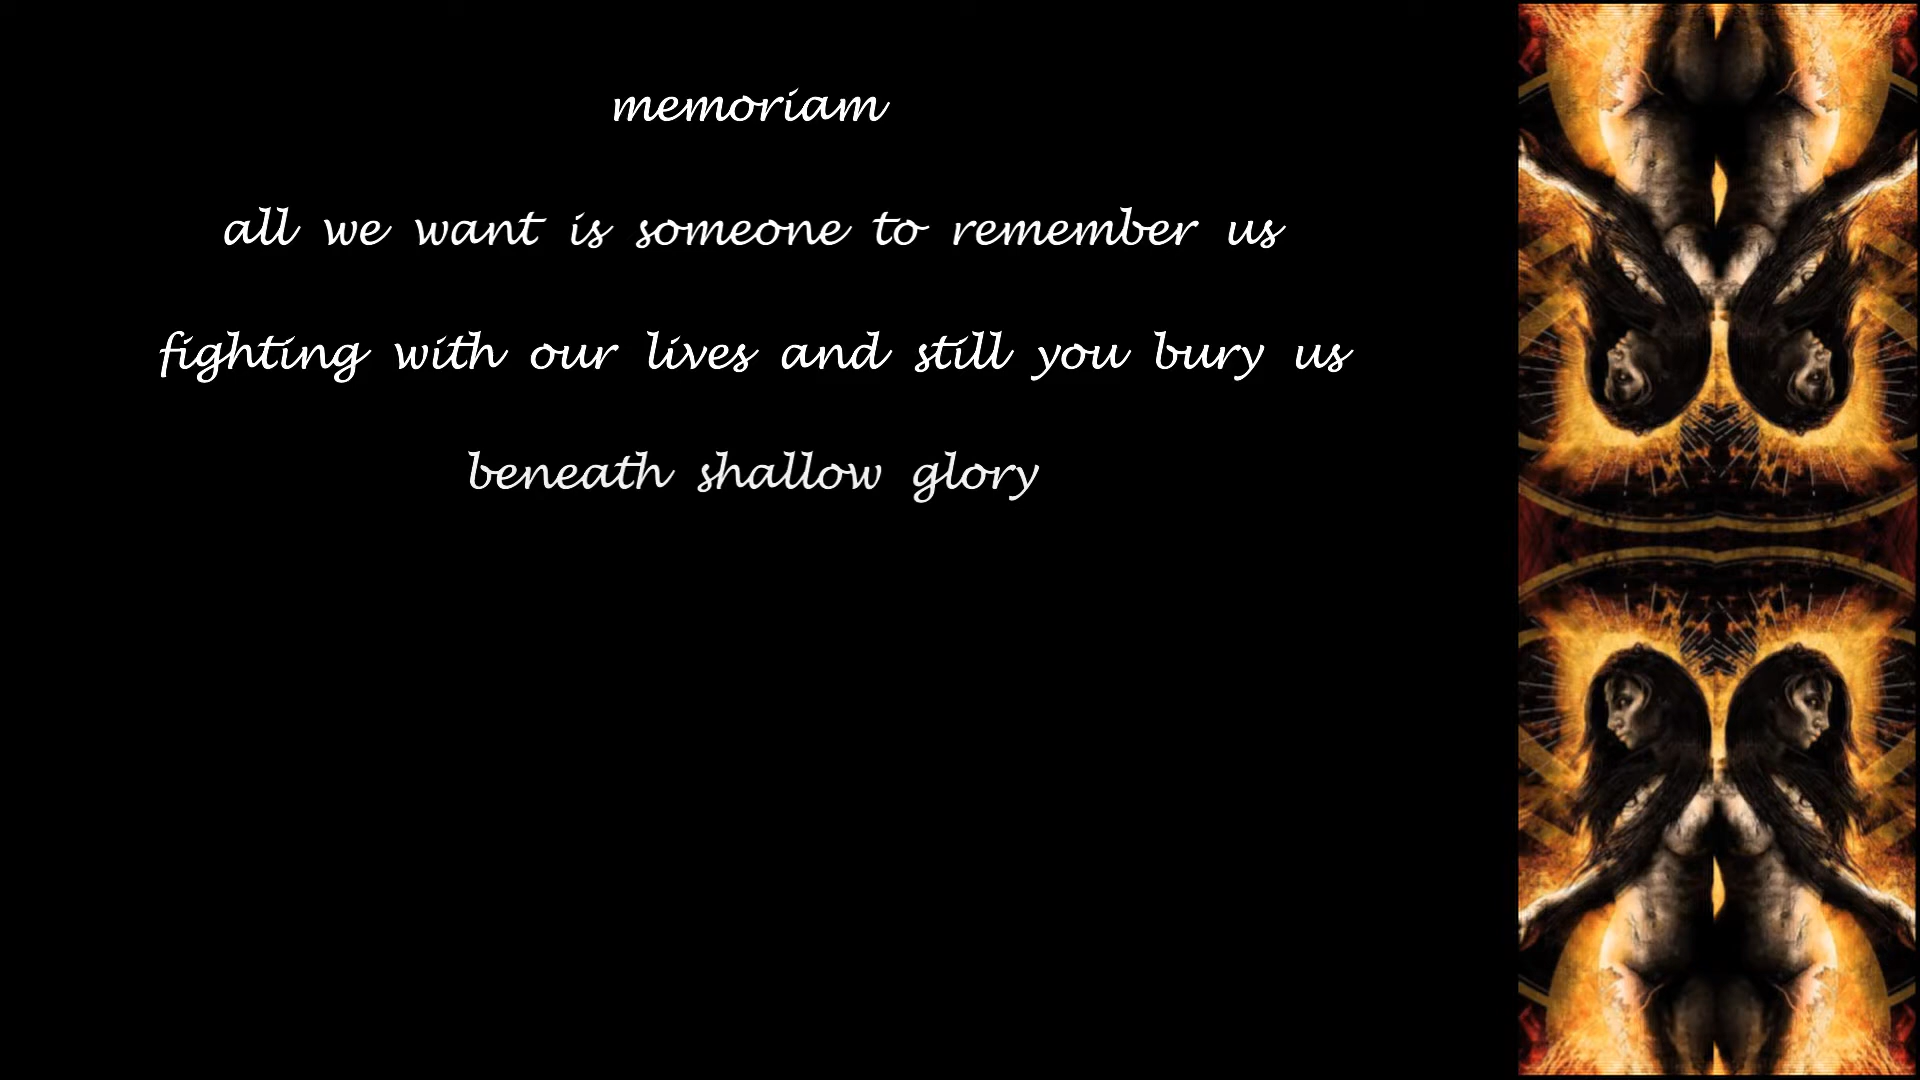 memoriam
all we want is someone to remember us
fighting with our lives and still you bury us
beneath shallow glory